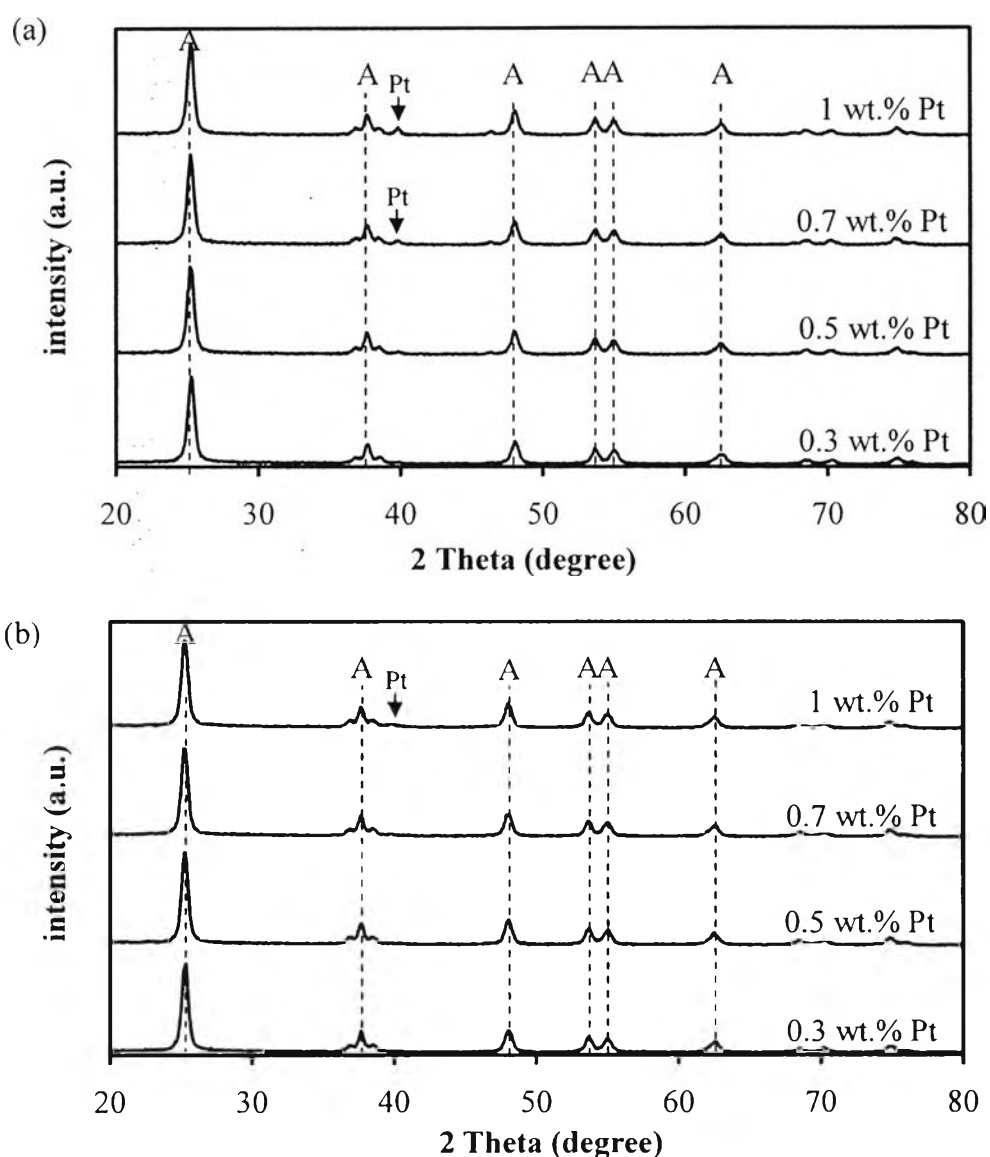 (a)
A
A Pt A A A A
1 wt.% Pt
Pt
0.7 wt.% Pt
0.5 wt.% Pt
0.3 wt.% Pt
intensity (a.u.)
20 30 40 50 60 70 80
2 Theta (degree)
(b)
A
A Pt A A A A
1 wt.% Pt
0.7 wt.% Pt
0.5 wt.% Pt
0.3 wt.% Pt
intensity (a.u.)
20 30 40 50 60 70 80
2 Theta (degree)